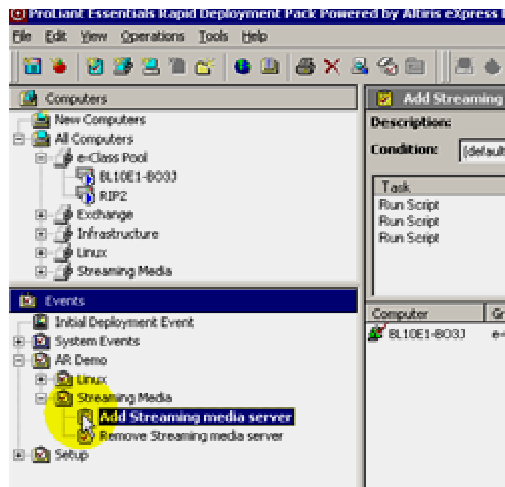 ProLiant Essentials Rapid Deployment Pack Powered by Altiris eXpress
File Edit View Operations Tools Help
Computers
New Computers
All Computers
e-Class Pool
BL10E1-BO3J
RIP2
Exchange
Infrastructure
Linux
Streaming Media
Events
Initial Deployment Event
System Events
AR Demo
Linux
Streaming Media
Add Streaming media server
Remove Streaming media server
Setup
Add Streaming
Description:
Condition: (default
Task
Run Script
Run Script
Run Script
Computer Gr
BL10E1-BO3J e-